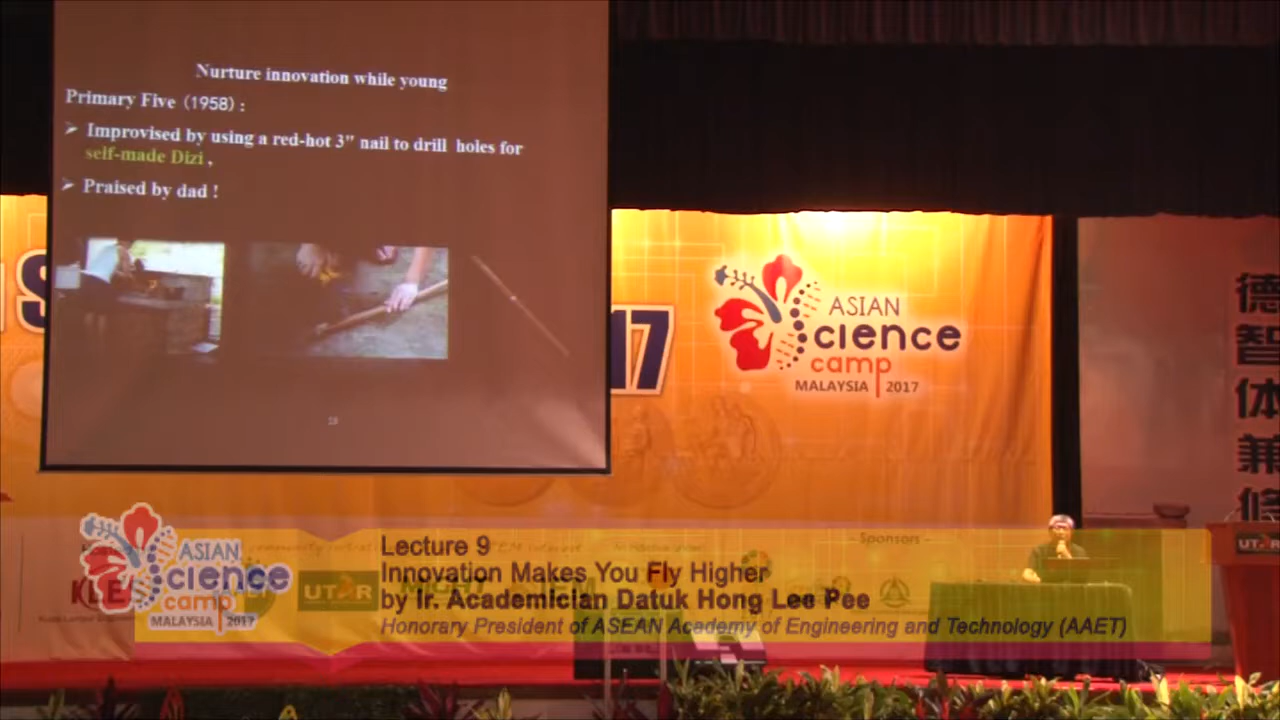 Nurture innovation while young
Primary Five (1958) :
➢ Improvised by using a red-hot 3” nail to drill holes for
self-made Dizi ,
➢ Praised by dad !
S
17
ASIAN
science
camp
MALAYSIA 2017
德
智
体
兼
修
- Sponsors -
UTAR
ASIAN
science
camp
MALAYSIA 2017
UTAR
Lecture 9
Innovation Makes You Fly Higher
by Ir. Academician Datuk Hong Lee Pee
Honorary President of ASEAN Academy of Engineering and Technology (AAET)